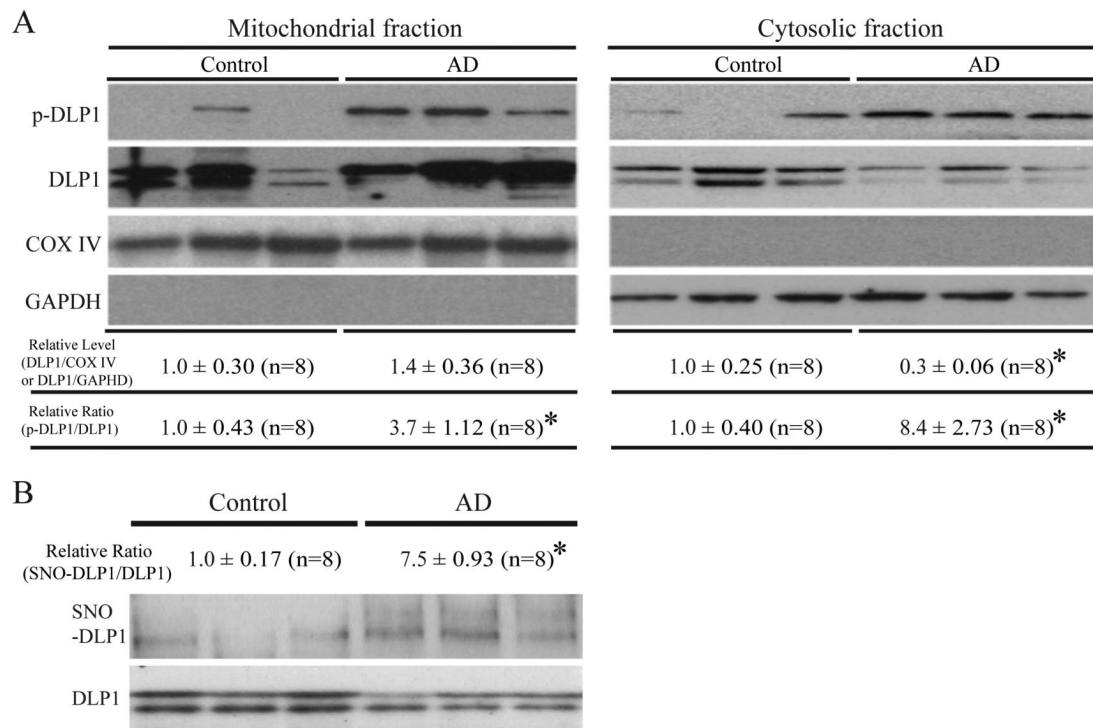 A
Mitochondrial fraction
Cytosolic fraction
Control
AD
Control
AD
p-DLP1
DLP1
COX IV
GAPDH
Relative Level
(DLP1/COX IV
or DLP1/GAPHD)
1.0 ± 0.30 (n=8)
1.4 ± 0.36 (n=8)
1.0 ± 0.25 (n=8)
0.3 ± 0.06 (n=8)*
Relative Ratio
(p-DLP1/DLP1)
1.0 ± 0.43 (n=8)
3.7 ± 1.12 (n=8)*
1.0 ± 0.40 (n=8)
8.4 ± 2.73 (n=8)*
B
Control
AD
Relative Ratio
(SNO-DLP1/DLP1)
1.0 ± 0.17 (n=8)
7.5 ± 0.93 (n=8)*
SNO
-DLP1
DLP1